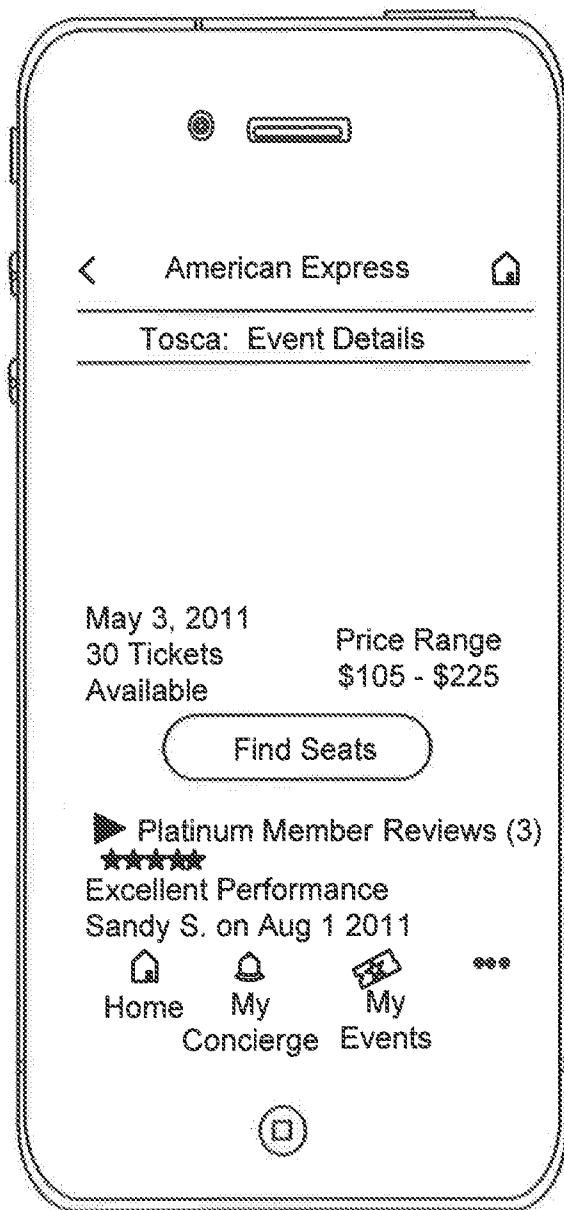 American Express
Tosca: Event Details
May 3, 2011
30 Tickets
Available
Price Range
$105 - $225
Find Seats
Platinum Member Reviews (3)
Excellent Performance
Sandy S. on Aug 1 2011
Home
My
Concierge
My
Events